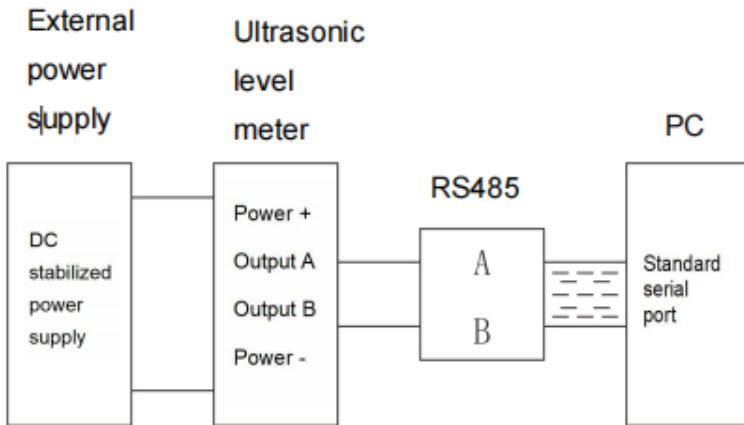 External
power
supply
Ultrasonic
level
meter
PC
RS485
DC
stabilized
power
supply
Power +
Output A
Output B
Power -
A
B
Standard
serial
port